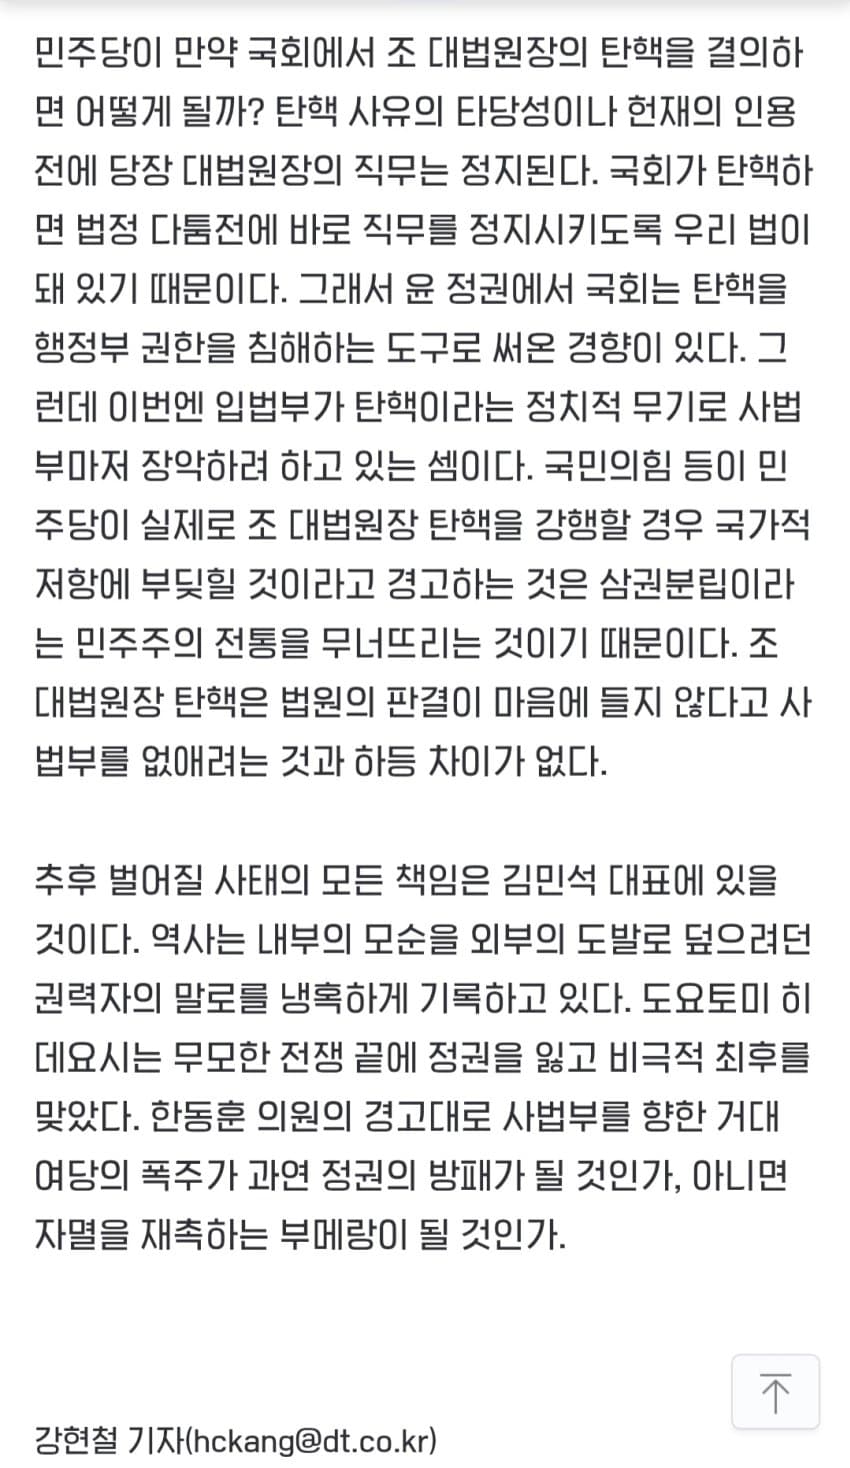 민주당이 만약 국회에서 조 대법원장의 탄핵을 결의하
면 어떻게 될까? 탄핵 사유의 타당성이나 헌재의 인용
전에 당장 대법원장의 직무는 정지된다. 국회가 탄핵하
면 법정 다툼전에 바로 직무를 정지시키도록 우리 법이
돼 있기 때문이다. 그래서 윤 정권에서 국회는 탄핵을
행정부 권한을 침해하는 도구로 써온 경향이 있다. 그
런데 이번엔 입법부가 탄핵이라는 정치적 무기로 사법
부마저 장악하려 하고 있는 셈이다. 국민의힘 등이 민
주당이 실제로 조 대법원장 탄핵을 강행할 경우 국가적
저항에 부딪힐 것이라고 경고하는 것은 삼권분립이라
는 민주주의 전통을 무너뜨리는 것이기 때문이다. 조
대법원장 탄핵은 법원의 판결이 마음에 들지 않다고 사
법부를 없애려는 것과 하등 차이가 없다.
추후 벌어질 사태의 모든 책임은 김민석 대표에 있을
것이다. 역사는 내부의 모순을 외부의 도발로 덮으려던
권력자의 말로를 냉혹하게 기록하고 있다. 도요토미 히
데요시는 무모한 전쟁 끝에 정권을 잃고 비극적 최후를
맞았다. 한동훈 의원의 경고대로 사법부를 향한 거대
여당의 폭주가 과연 정권의 방패가 될 것인가, 아니면
자멸을 재촉하는 부메랑이 될 것인가.
강현철 기자(hckang@dt.co.kr)